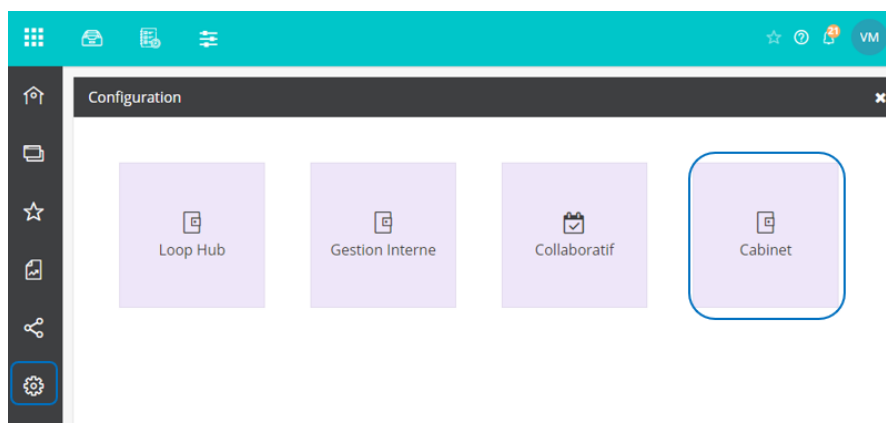 21
VM
Configuration
Loop Hub
Gestion Interne
Collaboratif
Cabinet